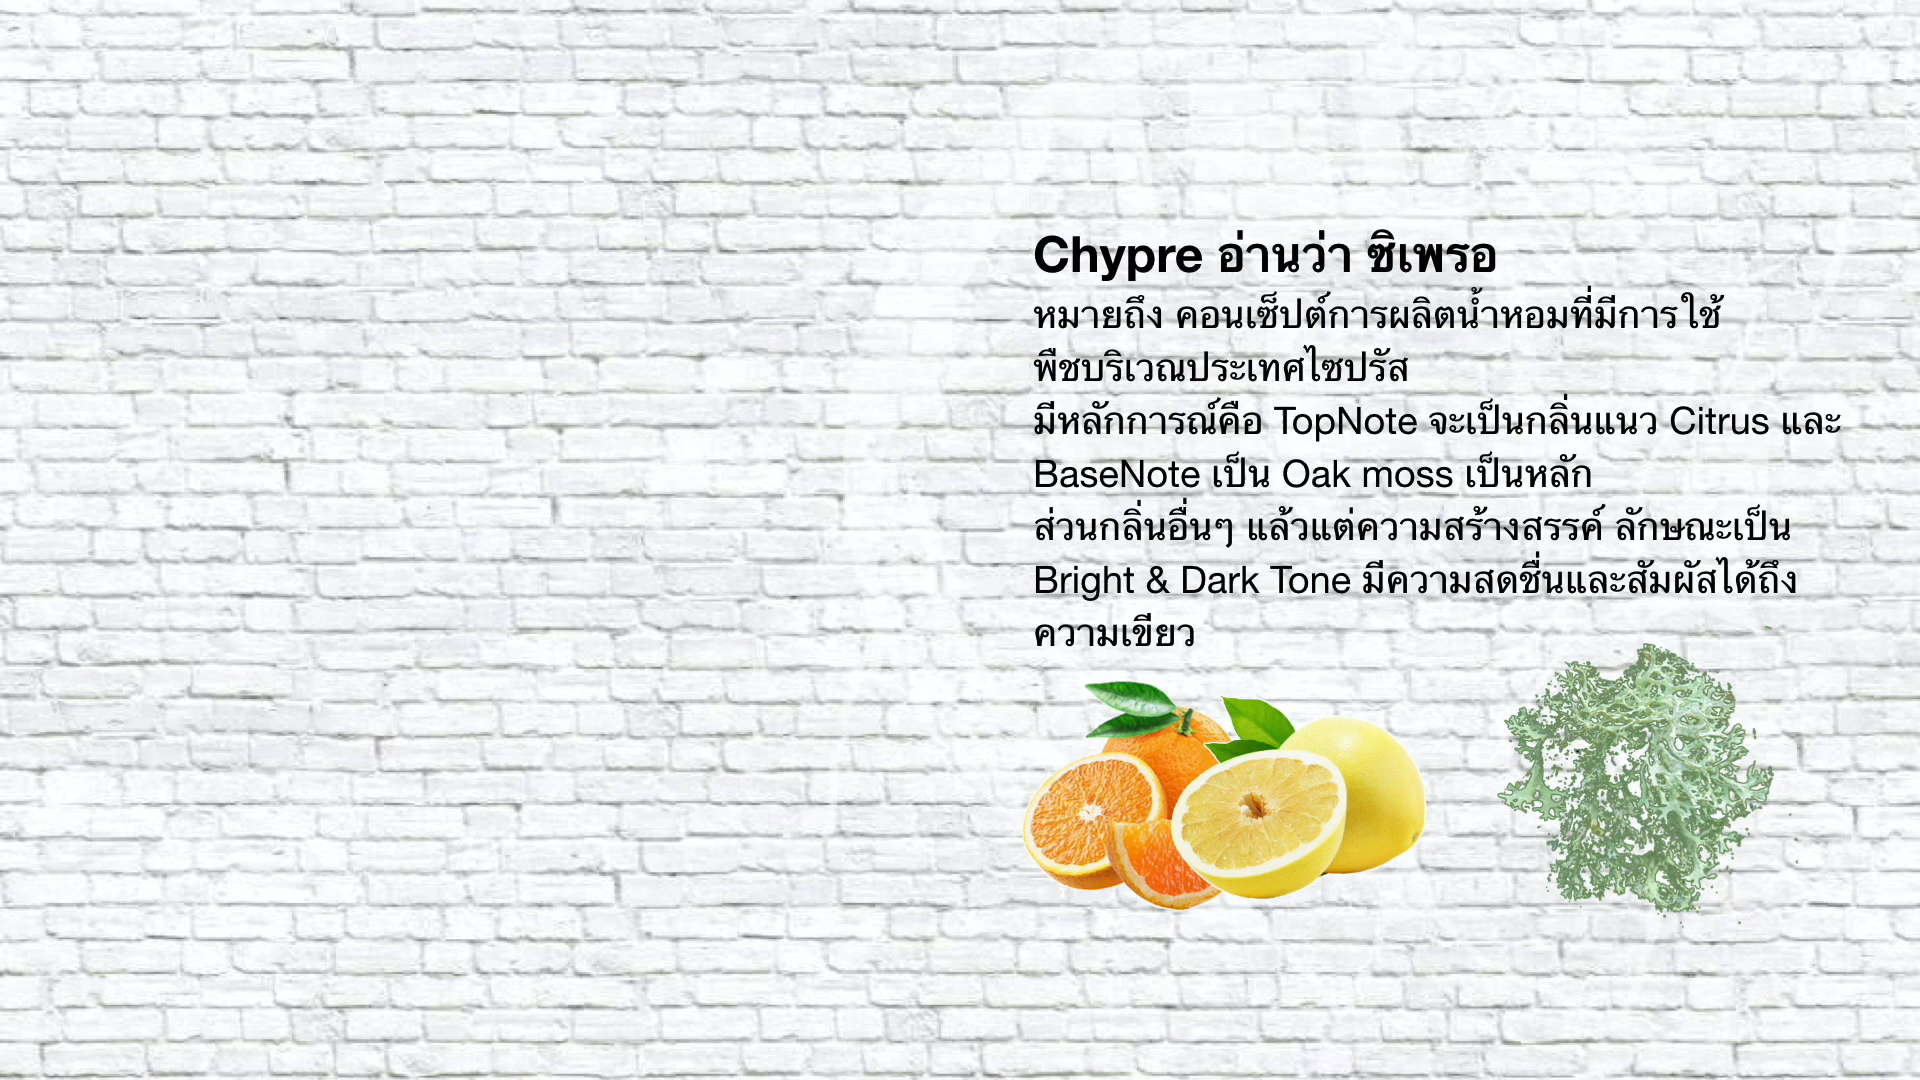 Chypre อ่านว่า ซิเพรอ
หมายถึง คอนเซ็ปต์การผลิตน้ำหอมที่มีการใช้
พืชบริเวณประเทศไซปรัส
มีหลักการณ์คือ TopNote จะเป็นกลิ่นแนว Citrus และ
BaseNote เป็น Oak moss เป็นหลัก
ส่วนกลิ่นอื่นๆ แล้วแต่ความสร้างสรรค์ ลักษณะเป็น
Bright & Dark Tone มีความสดชื่นและสัมผัสได้ถึง
ความเขียว